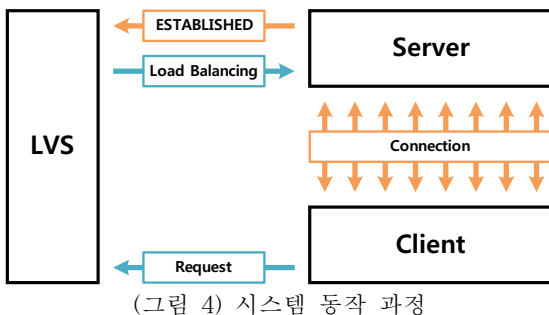 ESTABLISHED
Server
Load Balancing
LVS
Connection
Client
Request
(그림 4) 시스템 동작 과정